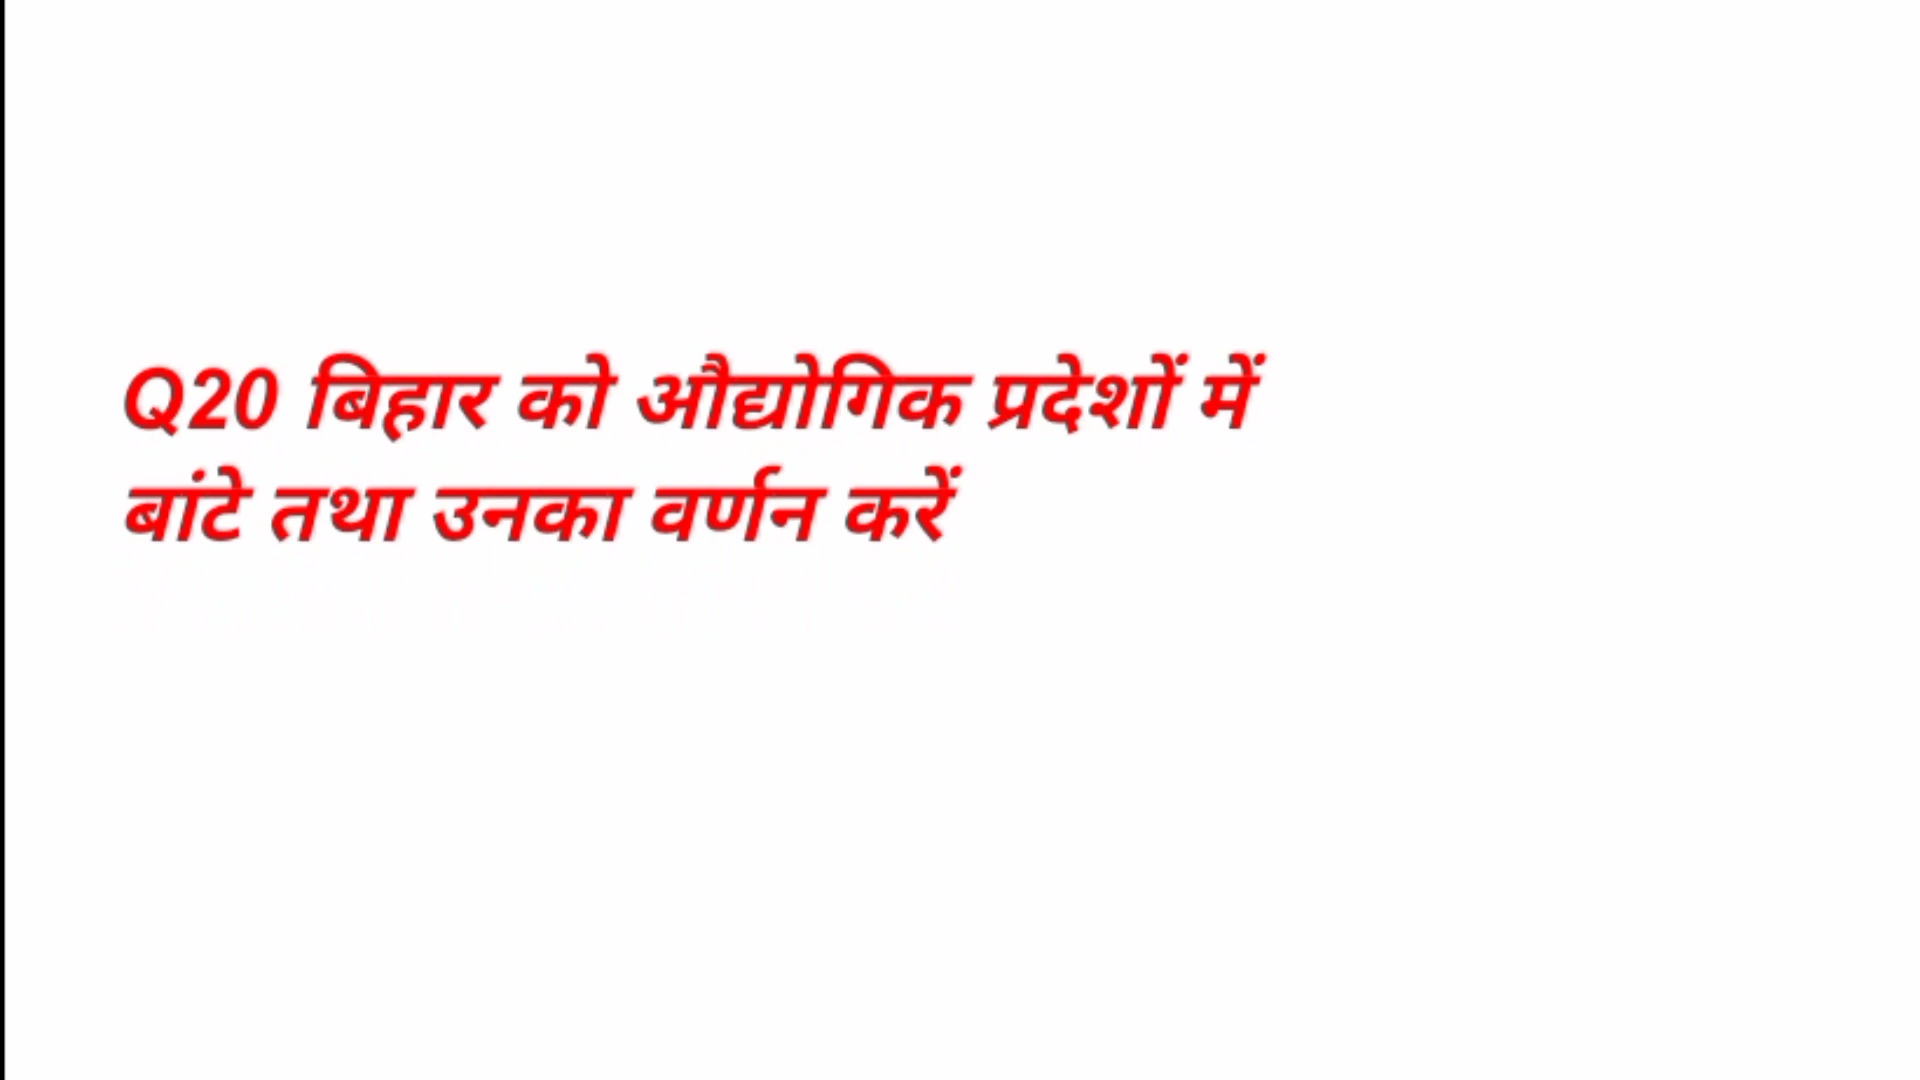 Q20 बिहार को औद्योगिक प्रदेशों में
बांटे तथा उनका वर्णन करें